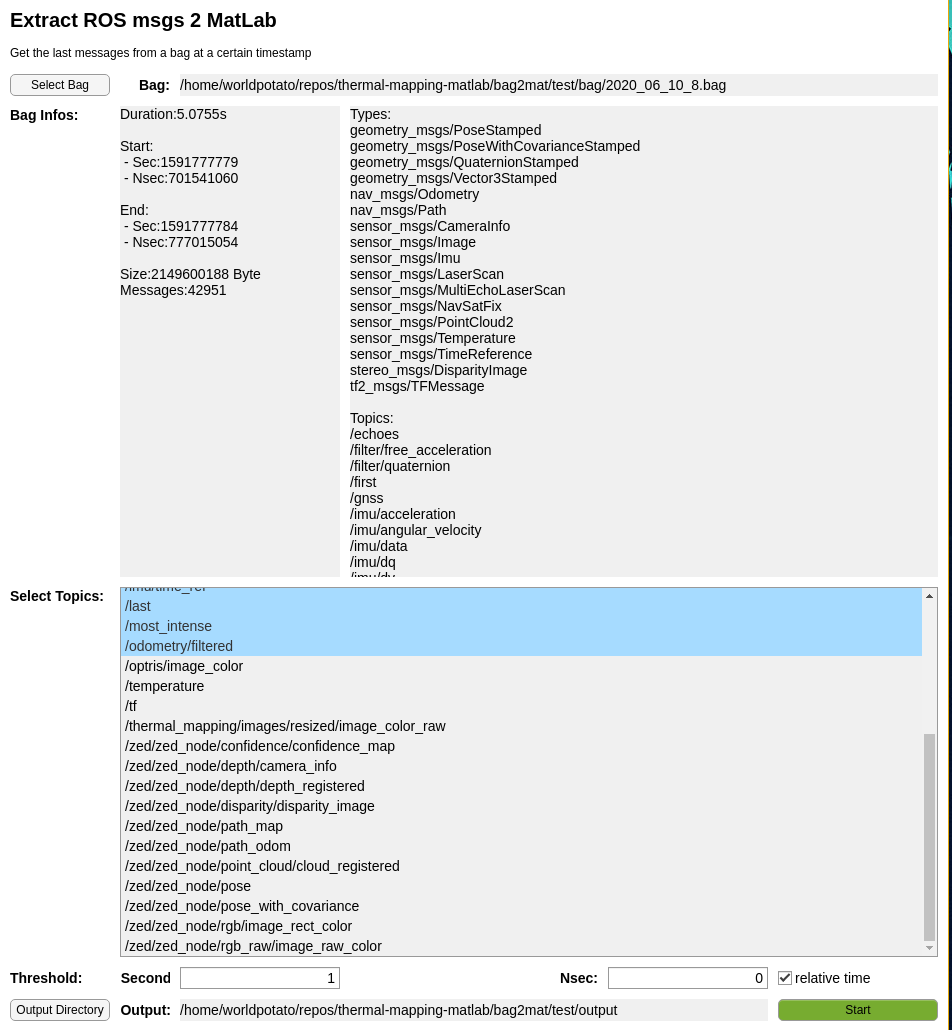 Extract ROS msgs 2 MatLab
Get the last messages from a bag at a certain timestamp
Select Bag
Bag: /home/worldpotato/repos/thermal-mapping-matlab/bag2mat/test/bag/2020_06_10_8.bag
Bag Infos:
Duration:5.0755s
Start:
- Sec:1591777779
- Nsec:701541060
End:
- Sec:1591777784
- Nsec:777015054
Size:2149600188 Byte
Messages:42951
Types:
geometry_msgs/PoseStamped
geometry_msgs/PoseWithCovarianceStamped
geometry_msgs/QuaternionStamped
geometry_msgs/Vector3Stamped
nav_msgs/Odometry
nav_msgs/Path
sensor_msgs/CameraInfo
sensor_msgs/Image
sensor_msgs/Imu
sensor_msgs/LaserScan
sensor_msgs/MultiEchoLaserScan
sensor_msgs/NavSatFix
sensor_msgs/PointCloud2
sensor_msgs/Temperature
sensor_msgs/TimeReference
stereo_msgs/DisparityImage
tf2_msgs/TFMessage
Topics:
/echoes
/filter/free_acceleration
/filter/quaternion
/first
/gnss
/imu/acceleration
/imu/angular_velocity
/imu/data
/imu/dq
Select Topics:
/imu/time_ref
/last
/most_intense
/odometry/filtered
/optris/image_color
/temperature
/tf
/thermal_mapping/images/resized/image_color_raw
/zed/zed_node/confidence/confidence_map
/zed/zed_node/depth/camera_info
/zed/zed_node/depth/depth_registered
/zed/zed_node/disparity/disparity_image
/zed/zed_node/path_map
/zed/zed_node/path_odom
/zed/zed_node/point_cloud/cloud_registered
/zed/zed_node/pose
/zed/zed_node/pose_with_covariance
/zed/zed_node/rgb/image_rect_color
/zed/zed_node/rgb_raw/image_raw_color
Threshold: Second 1 Nsec: 0 relative time
Output Directory Output: /home/worldpotato/repos/thermal-mapping-matlab/bag2mat/test/output Start